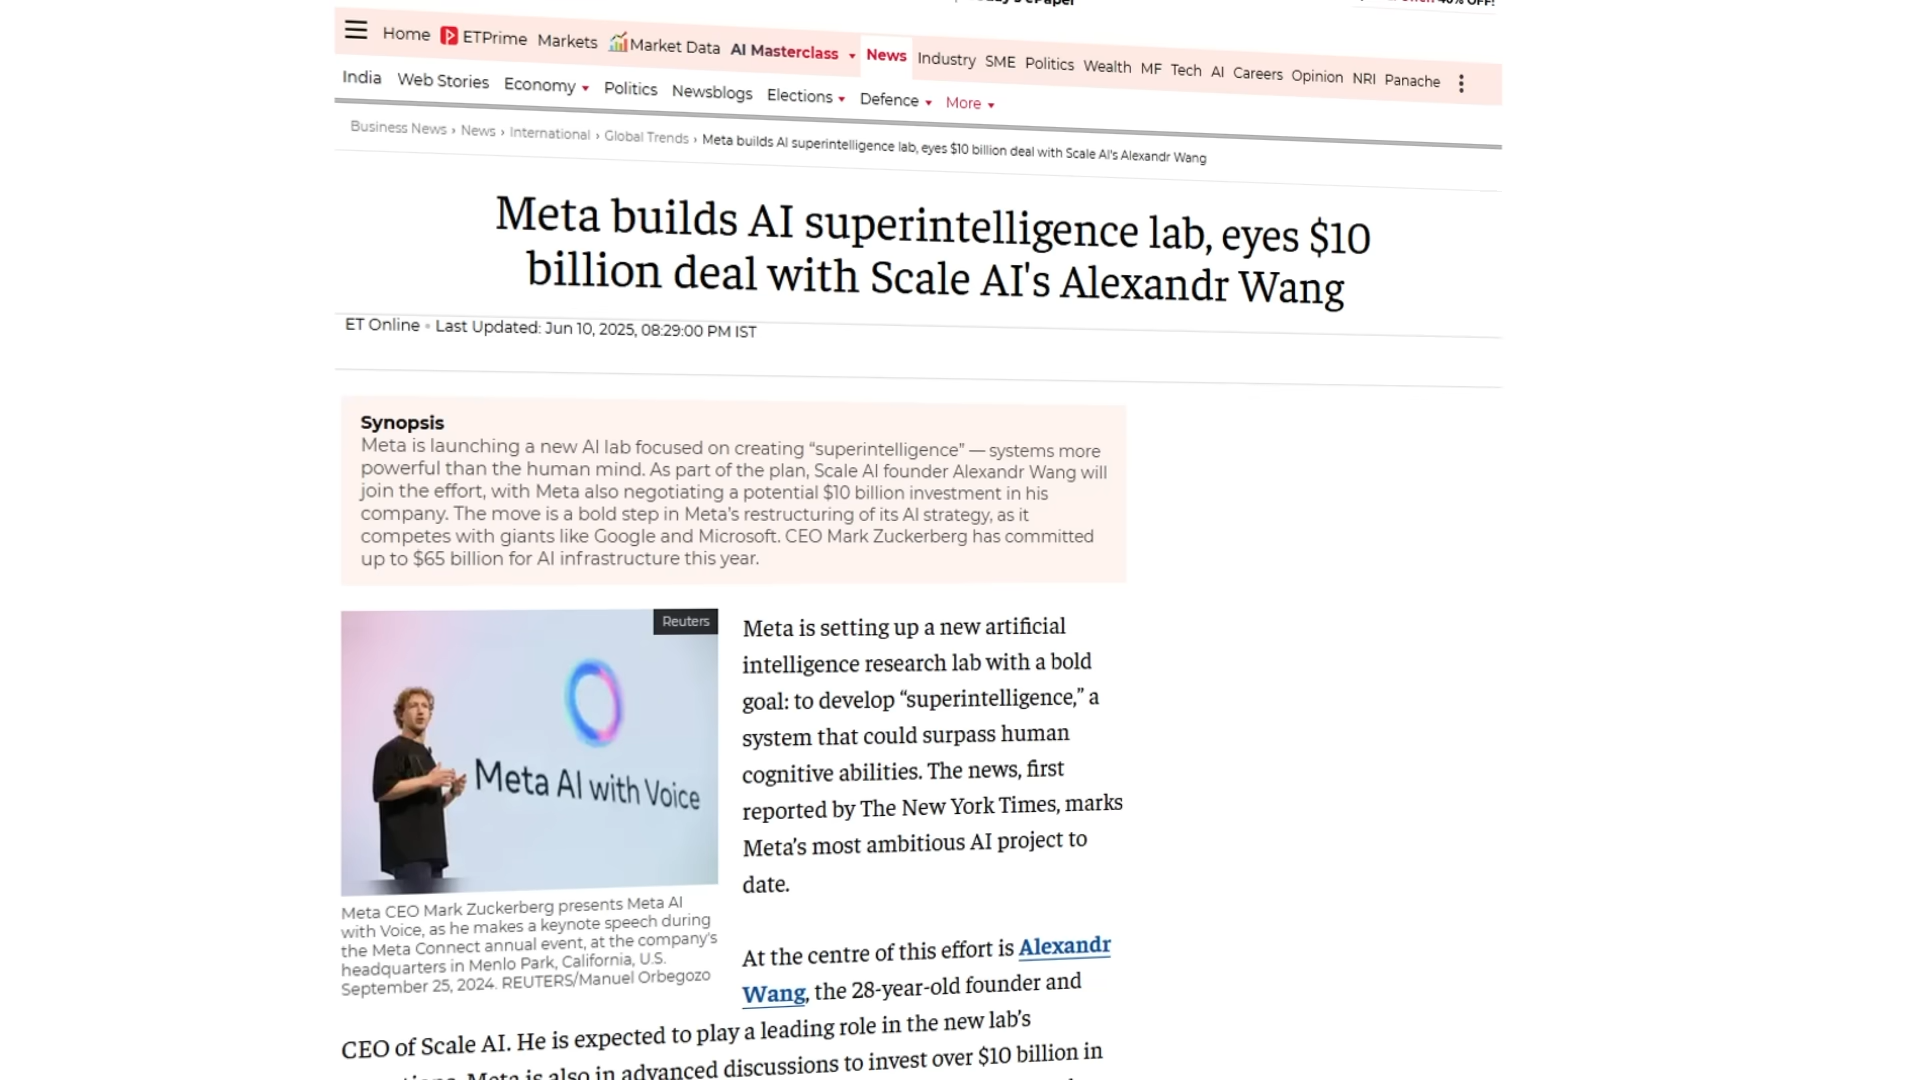 Home ETPrime Markets Market Data AI Masterclass News Industry SME Politics Wealth MF Tech AI Careers Opinion NRI Panache
India Web Stories Economy Politics Newsblogs Elections Defence More
Business News › News › International › Global Trends › Meta builds AI superintelligence lab, eyes $10 billion deal with Scale AI's Alexandr Wang
Meta builds AI superintelligence lab, eyes $10
billion deal with Scale AI's Alexandr Wang
ET Online • Last Updated: Jun 10, 2025, 08:29:00 PM IST
Synopsis
Meta is launching a new AI lab focused on creating “superintelligence” — systems more
powerful than the human mind. As part of the plan, Scale AI founder Alexandr Wang will
join the effort, with Meta also negotiating a potential $10 billion investment in his
company. The move is a bold step in Meta’s restructuring of its AI strategy, as it
competes with giants like Google and Microsoft. CEO Mark Zuckerberg has committed
up to $65 billion for AI infrastructure this year.
Reuters
Meta AI with Voice
Meta CEO Mark Zuckerberg presents Meta AI
with Voice, as he makes a keynote speech during
the Meta Connect annual event, at the company's
headquarters in Menlo Park, California, U.S.
September 25, 2024. REUTERS/Manuel Orbegozo
Meta is setting up a new artificial
intelligence research lab with a bold
goal: to develop “superintelligence,” a
system that could surpass human
cognitive abilities. The news, first
reported by The New York Times, marks
Meta’s most ambitious AI project to
date.
At the centre of this effort is Alexandr
Wang, the 28-year-old founder and
CEO of Scale AI. He is expected to play a leading role in the new lab’s
Meta is also in advanced discussions to invest over $10 billion in